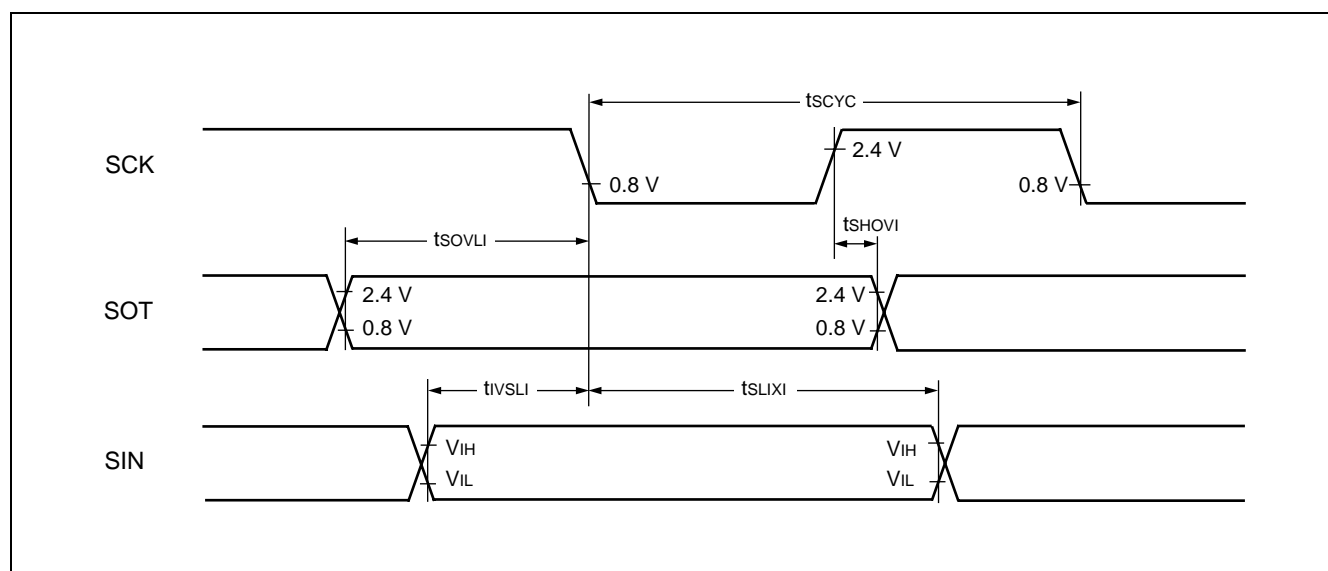 tSCYC
SCK
2.4 V
0.8 V
0.8 V
tSHOVI
tSOVLI
SOT
2.4 V
2.4 V
0.8 V
0.8 V
tIVSLI
tSLIXI
SIN
VIH
VIH
VIL
VIL